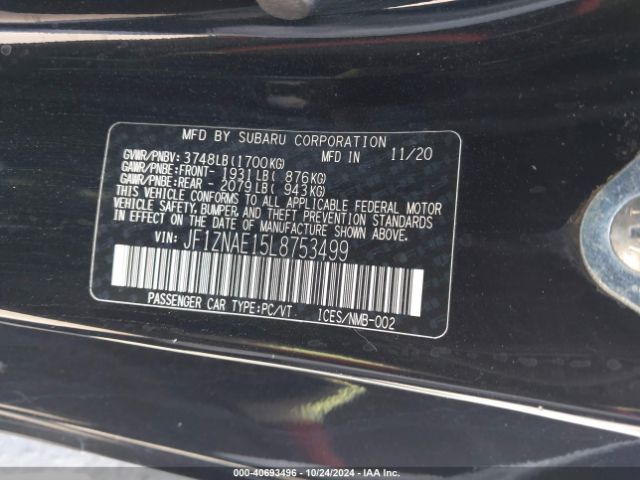 MFD BY SUBARU CORPORATION
GVWR/PNBV: 3748LB(1700KG) MFD IN 11/20
GAWR/PNBE:FRONT- 1931LB( 876KG)
GAWR/PNBE:REAR - 2079LB( 943KG)
THIS VEHICLE CONFORMS TO ALL APPLICABLE FEDERAL MOTOR
VEHICLE SAFETY, BUMPER, AND THEFT PREVENTION STANDARDS
IN EFFECT ON THE DATE OF MANUFACTURE SHOWN ABOVE.
VIN: JF1ZNAE15L8753499
PASSENGER CAR TYPE:PC/VT ICES/NMB-002
00-40693496 - 10/24/2024 - IAA Inc.